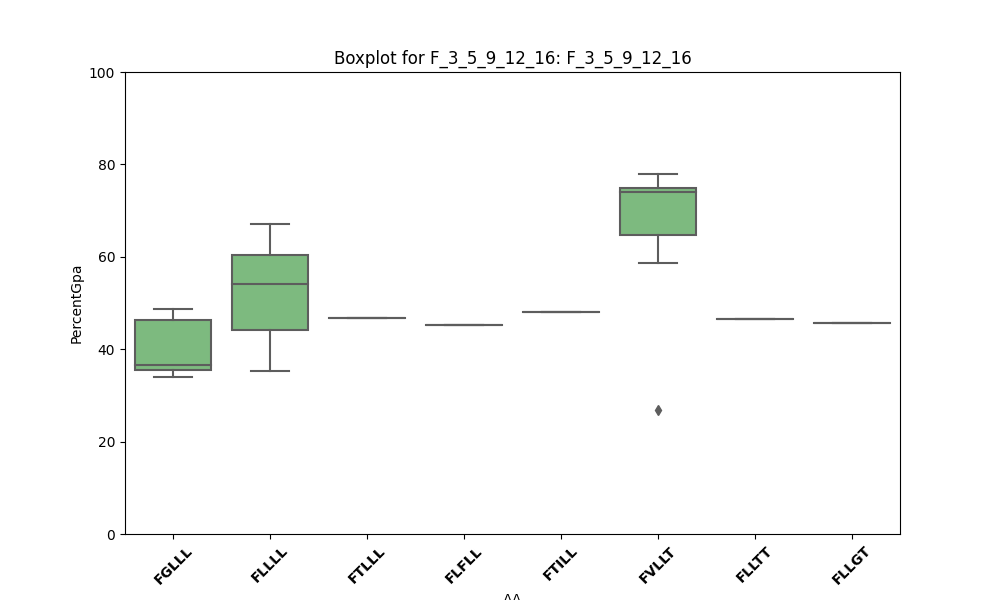 Boxplot for F_3_5_9_12_16: F_3_5_9_12_16
100
80
60
40
20
0
PercentGpa
FGLLL
FLLLL
FTLLL
FLFLL
FTILL
FVLLT
FLLTT
FLLGT
AA